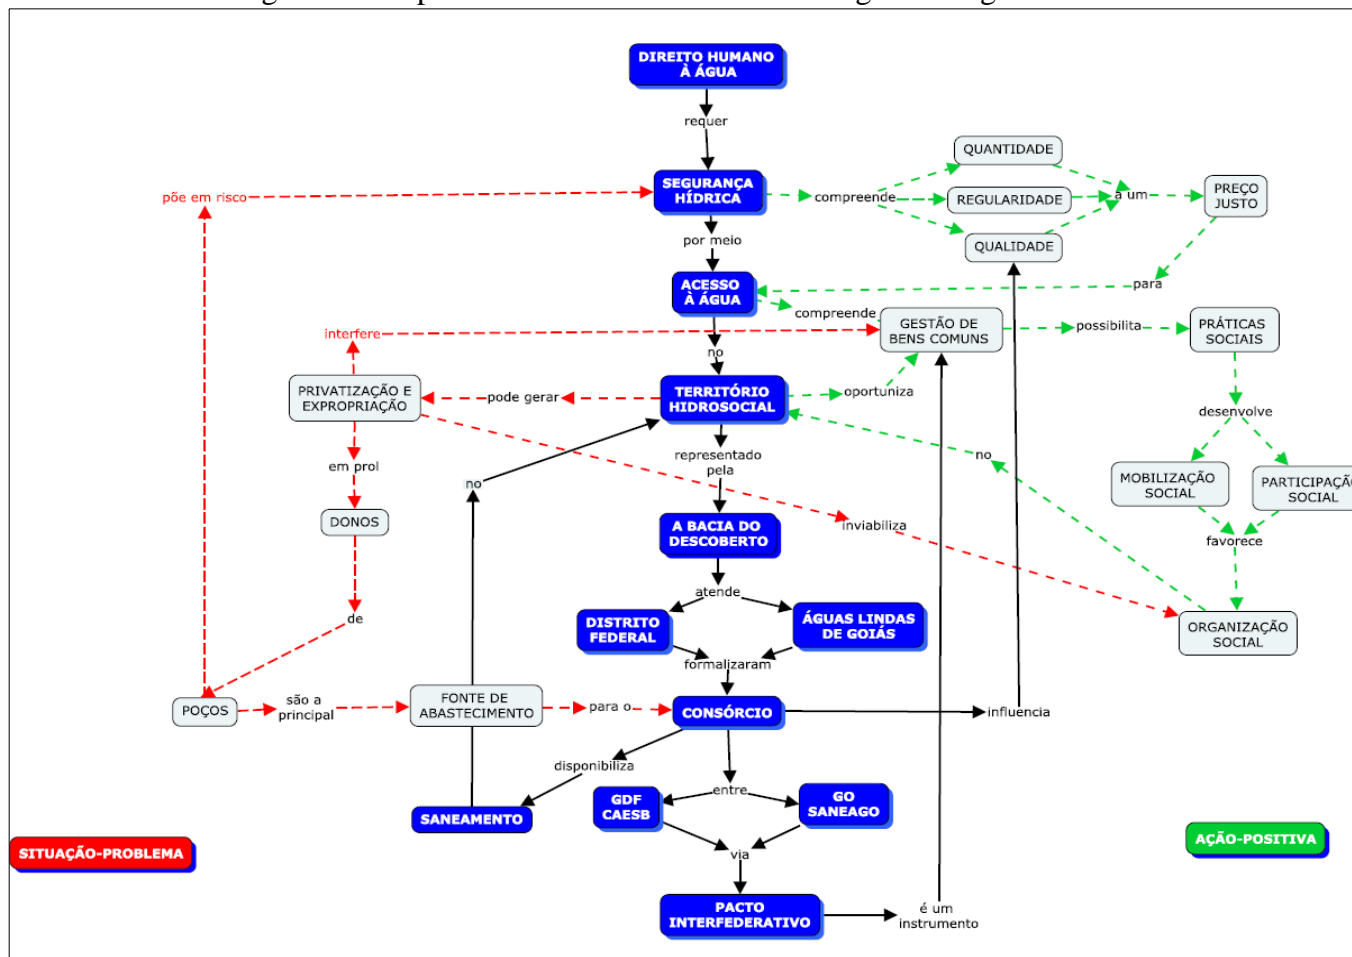 DIREITO HUMANO
À ÁGUA
requer
QUANTIDADE
SEGURANÇA
HÍDRICA
põe em risco
compreende
REGULARIDADE
a um
PREÇO
JUSTO
por meio
QUALIDADE
ACESSO
À ÁGUA
para
compreende
interfere
GESTÃO DE
BENS COMUNS
possibilita
PRÁTICAS
SOCIAIS
no
PRIVATIZAÇÃO E
EXPROPRIAÇÃO
pode gerar
TERRITÓRIO
HIDROSOCIAL
oportuniza
desenvolve
em prol
no
representado
pela
no
MOBILIZAÇÃO
SOCIAL
PARTICIPAÇÃO
SOCIAL
DONOS
A BACIA DO
DESCOBERTO
inviabiliza
favorece
atende
de
DISTRITO
FEDERAL
ÁGUAS LINDAS
DE GOIÁS
ORGANIZAÇÃO
SOCIAL
formalizaram
POÇOS
são a
principal
FONTE DE
ABASTECIMENTO
para o
CONSÓRCIO
influência
disponibiliza
entre
SANEAMENTO
GDF
CAESB
GO
SANEAGO
SITUAÇÃO-PROBLEMA
via
AÇÃO-POSITIVA
PACTO
INTERFEDERATIVO
é um
instrumento